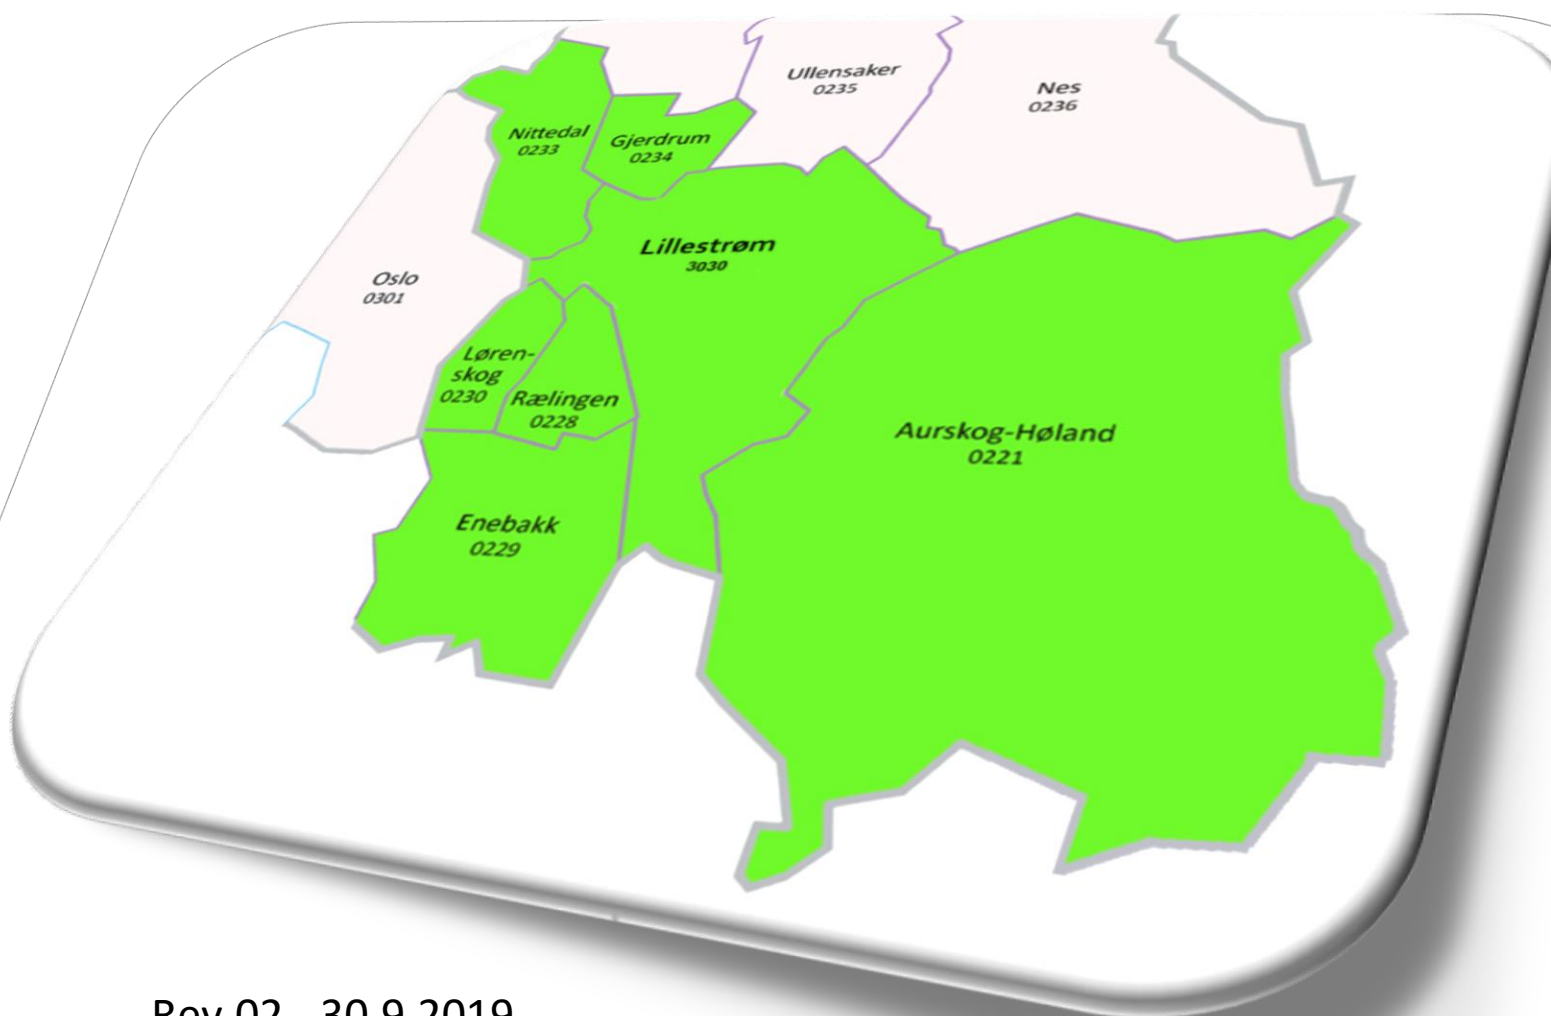 Ullensaker
0235
Nes
0236
Nittedal
0233
Gjerdrum
0234
Lillestrøm
3030
Oslo
0301
Løren-
skog
0230
Rælingen
0228
Aurskog-Høland
0221
Enebakk
0229
Rev 02 - 30.9.2019